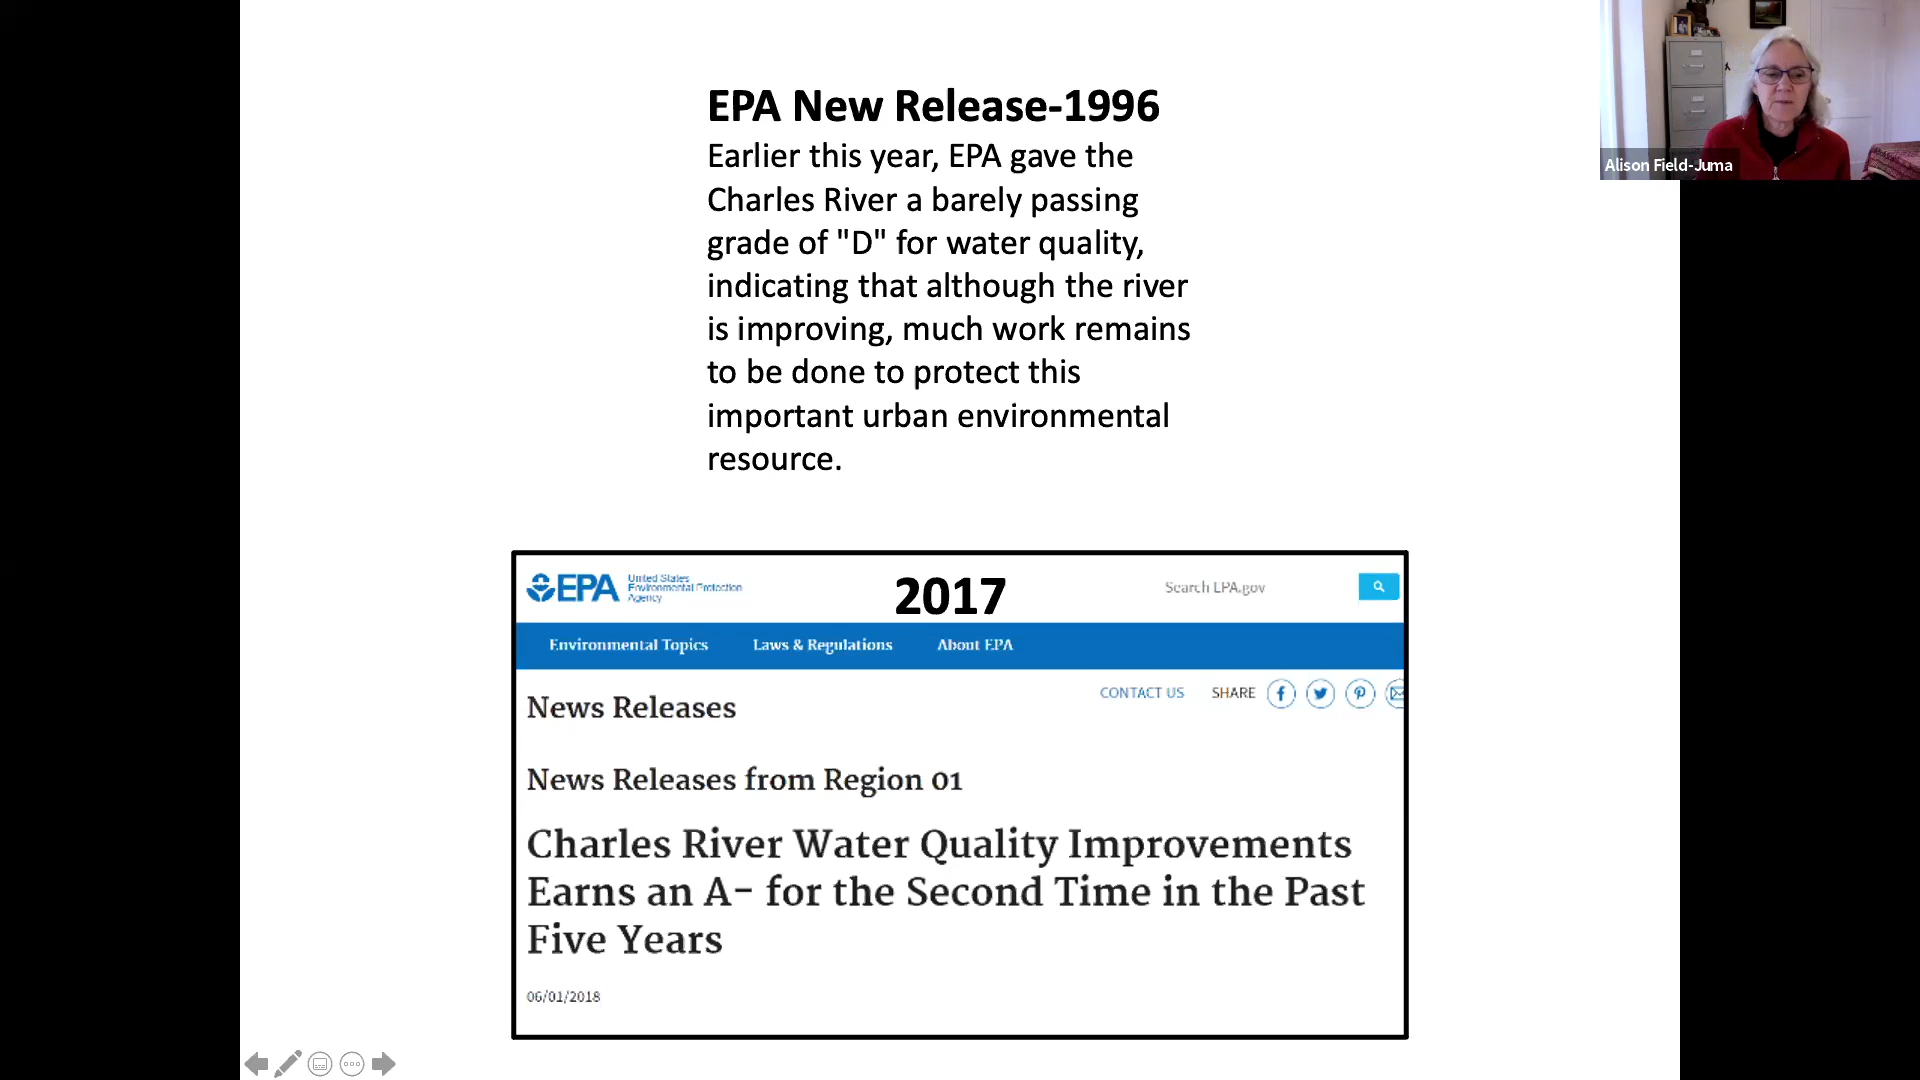 EPA New Release-1996
Earlier this year, EPA gave the
Charles River a barely passing
grade of "D" for water quality,
indicating that although the river
is improving, much work remains
to be done to protect this
important urban environmental
resource.
Alison Field-Juma
EPA
United States
Environmental Protection
Agency
2017
Search EPA.gov
Environmental Topics Laws & Regulations About EPA
CONTACT US SHARE
News Releases
News Releases from Region 01
Charles River Water Quality Improvements
Earns an A- for the Second Time in the Past
Five Years
06/01/2018